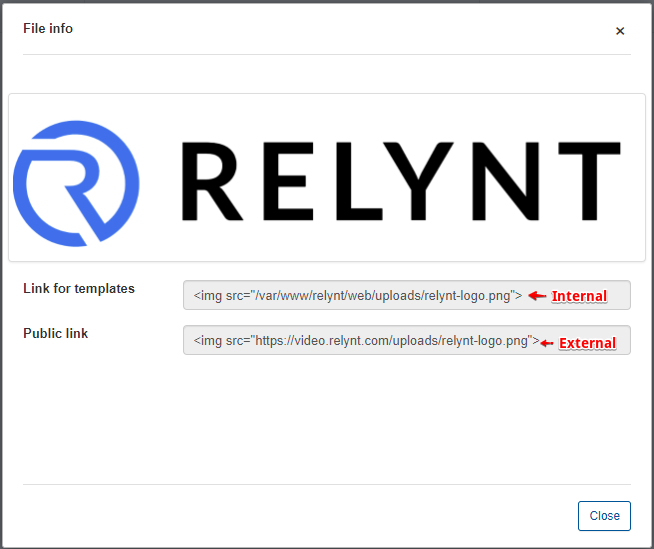 File info ×
RELYNT
Link for templates <img src="/var/www/relynt/web/uploads/relynt-logo.png"> Internal
Public link <img src="https://video.relynt.com/uploads/relynt-logo.png"> External
Close